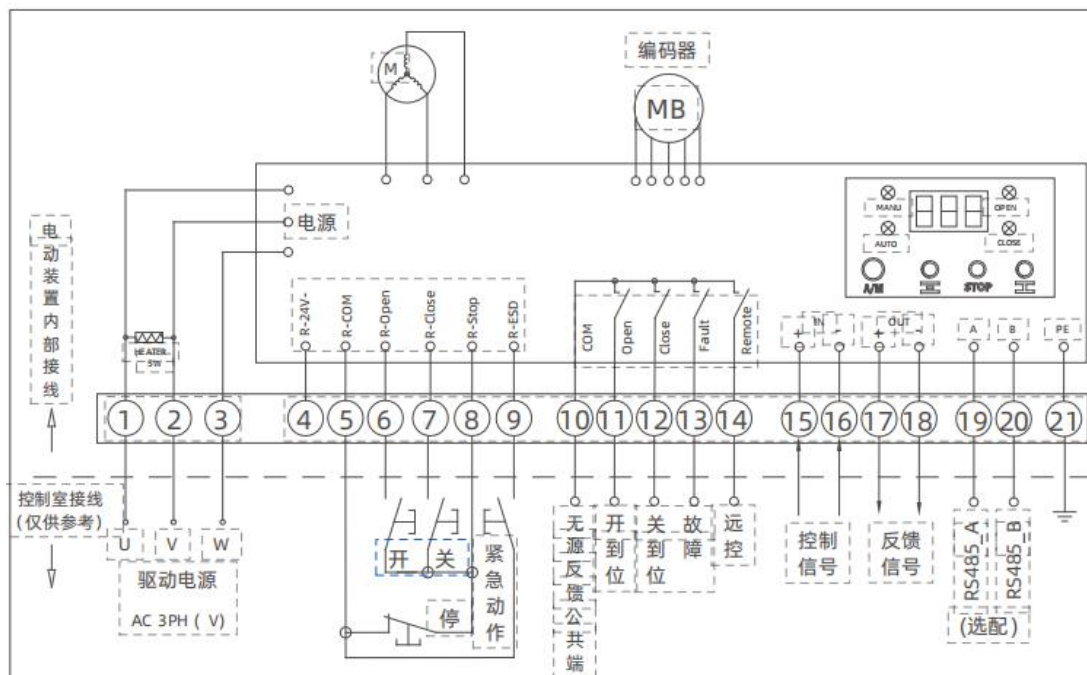 编码器
M
MB
电源
MANU
OPEN
AUTO
CLOSE
A/M
STOP
电动装置内部接线
R-24V-
R-COM
R-Open
R-Close
R-Stop
R-ESD
COM
Open
Close
Fault
Remote
IN
OUT
+
-
+
-
A
B
PE
HEATER
5W
1
2
3
4
5
6
7
8
9
10
11
12
13
14
15
16
17
18
19
20
21
控制室接线
(仅供参考)
U
V
W
驱动电源
AC 3PH ( V)
开
关
停
紧急动作
无源反馈公共端
开到位
关到位
故障
远控
控制
信号
反馈
信号
RS485_A
RS485_B
(选配)